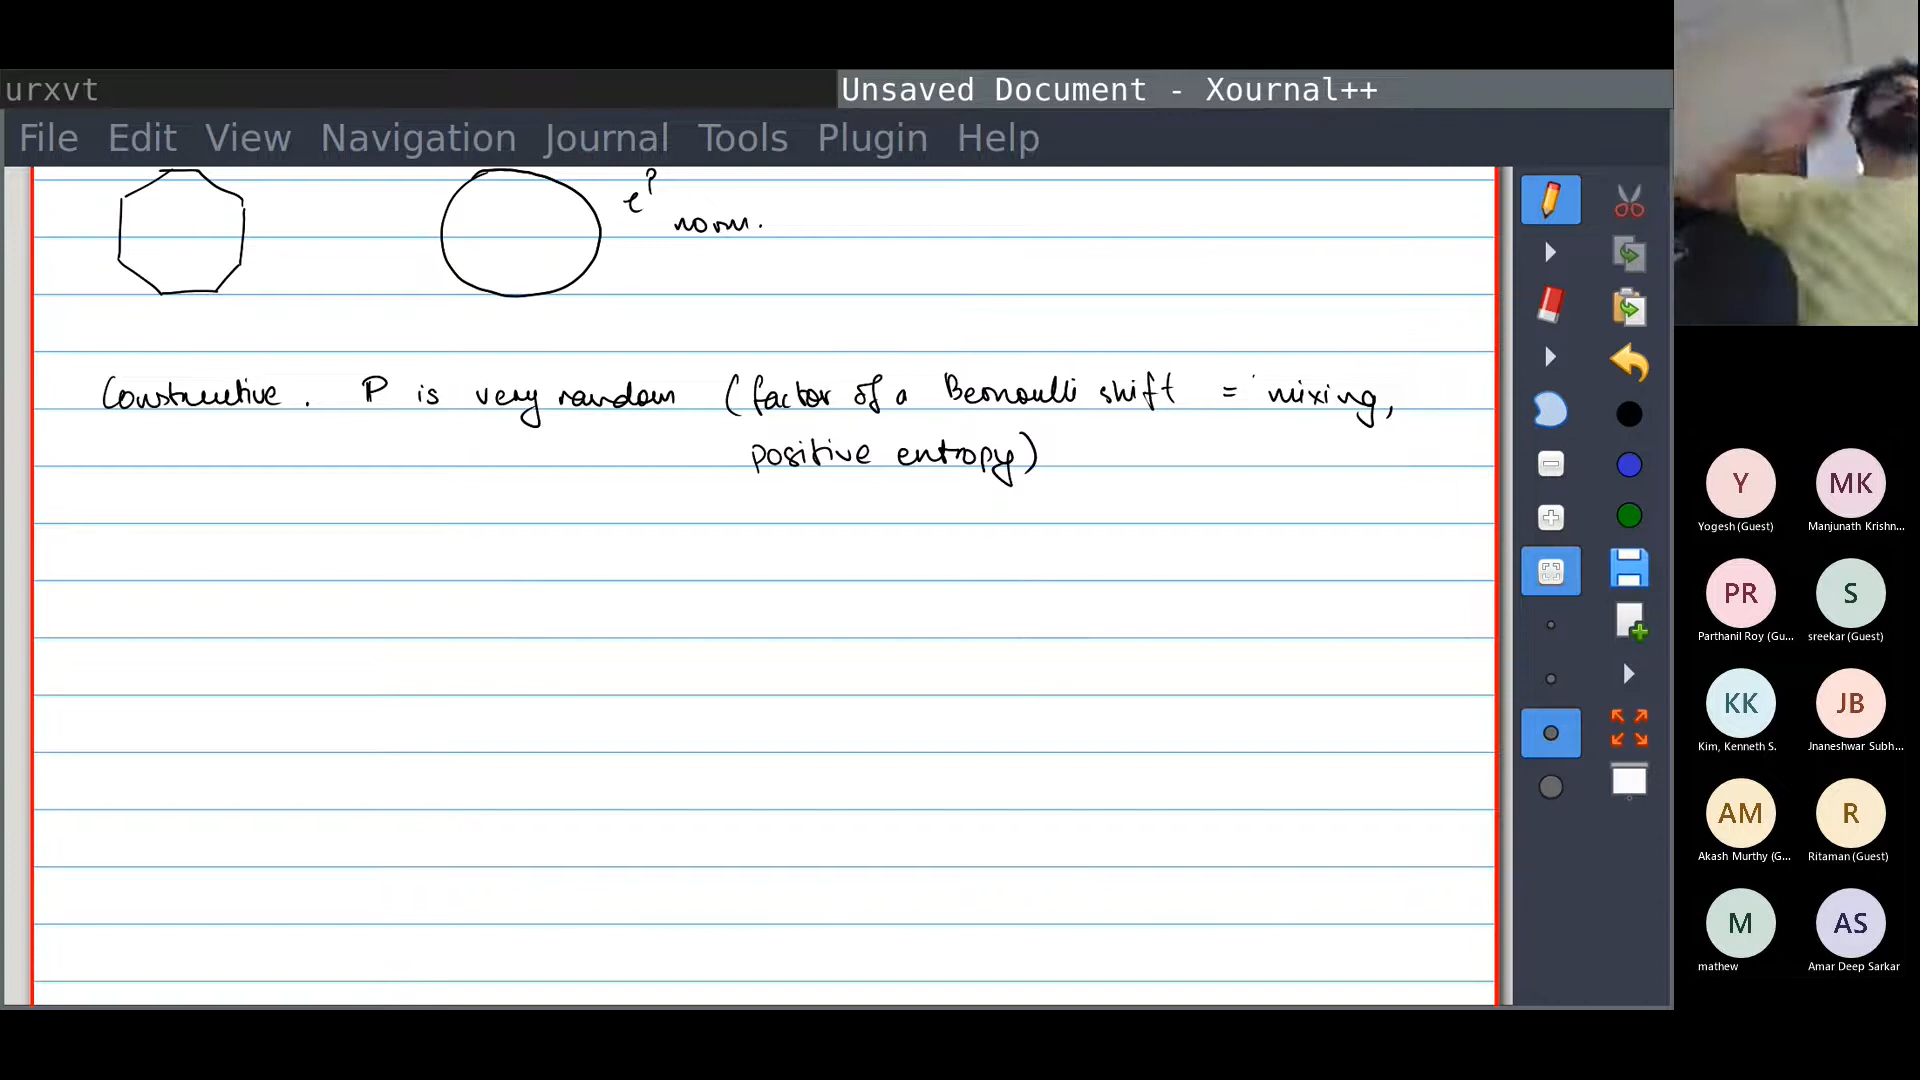 urxvt
Unsaved Document - Xournal++
File Edit View Navigation Journal Tools Plugin Help
norm.
Constructive. P is very random (factor of a Bernoulli shift = mixing,
positive entropy)
Y
Yogesh (Guest)
MK
Manjunath Krishn...
PR
Parthanil Roy (Gu...
S
sreekar (Guest)
KK
Kim, Kenneth S.
JB
Jnaneshwar Subh...
AM
Akash Murthy (G...
R
Ritaman (Guest)
M
mathew
AS
Amar Deep Sarkar